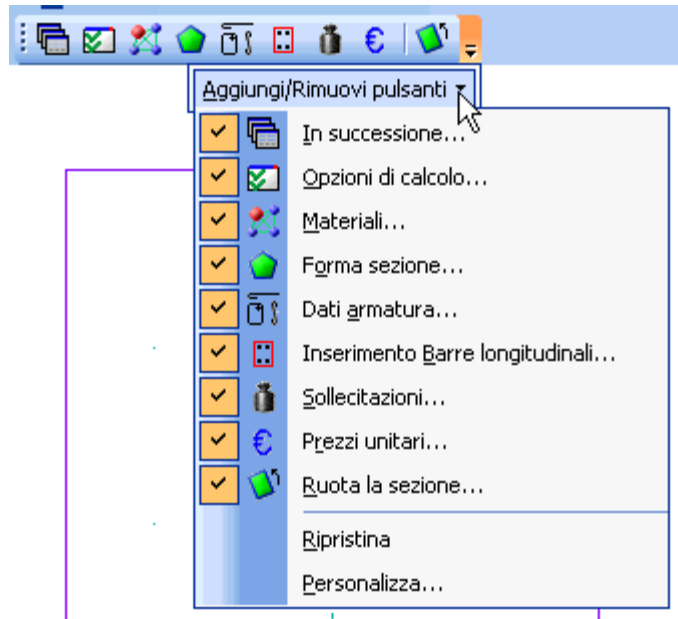 Aggiungi/Rimuovi pulsanti
In successione...
Opzioni di calcolo...
Materiali...
Forma sezione...
Dati armatura...
Inserimento Barre longitudinali...
Sollecitazioni...
Prezzi unitari...
Ruota la sezione...
Ripristina
Personalizza...